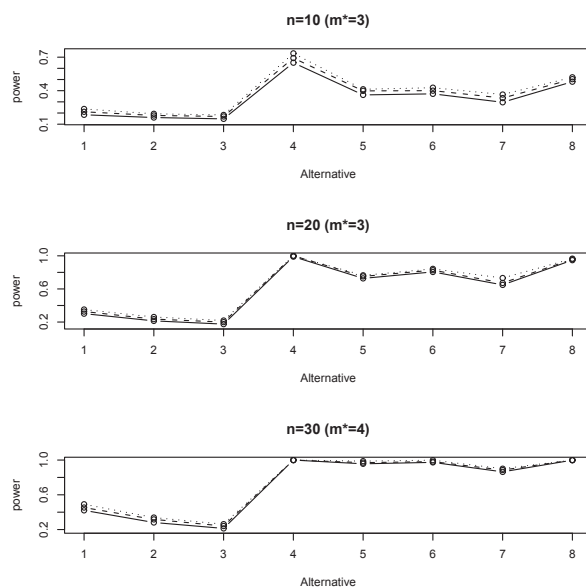 n=10 (m*=3)
power
0.7
0.4
0.1
1 2 3 4 5 6 7 8
Alternative
n=20 (m*=3)
power
1.0
0.6
0.2
1 2 3 4 5 6 7 8
Alternative
n=30 (m*=4)
power
1.0
0.6
0.2
1 2 3 4 5 6 7 8
Alternative